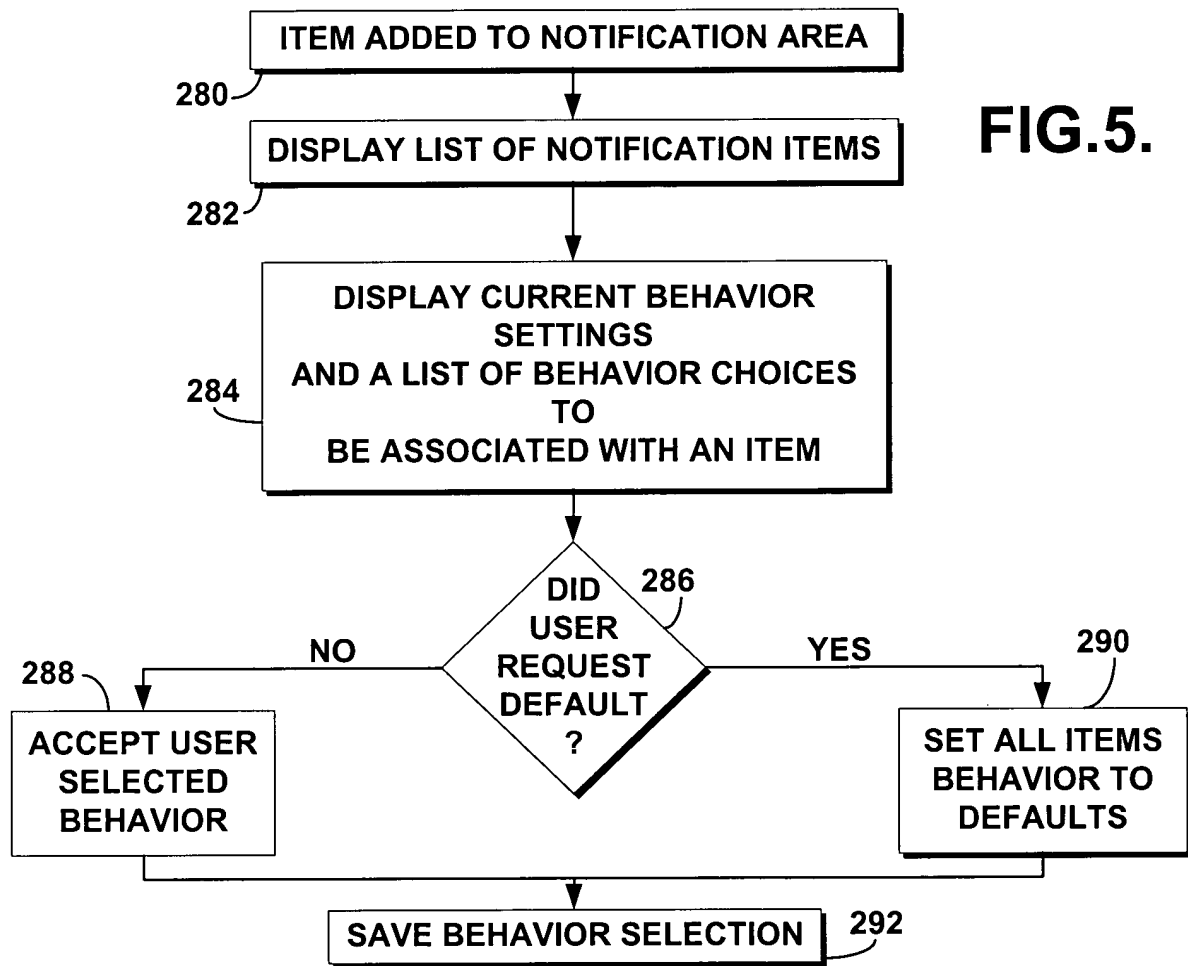 ITEM ADDED TO NOTIFICATION AREA
280
FIG.5.
DISPLAY LIST OF NOTIFICATION ITEMS
282
DISPLAY CURRENT BEHAVIOR
SETTINGS
AND A LIST OF BEHAVIOR CHOICES
TO
BE ASSOCIATED WITH AN ITEM
284
DID
USER
REQUEST
DEFAULT
?
286
NO
YES
288
ACCEPT USER
SELECTED
BEHAVIOR
290
SET ALL ITEMS
BEHAVIOR TO
DEFAULTS
SAVE BEHAVIOR SELECTION
292